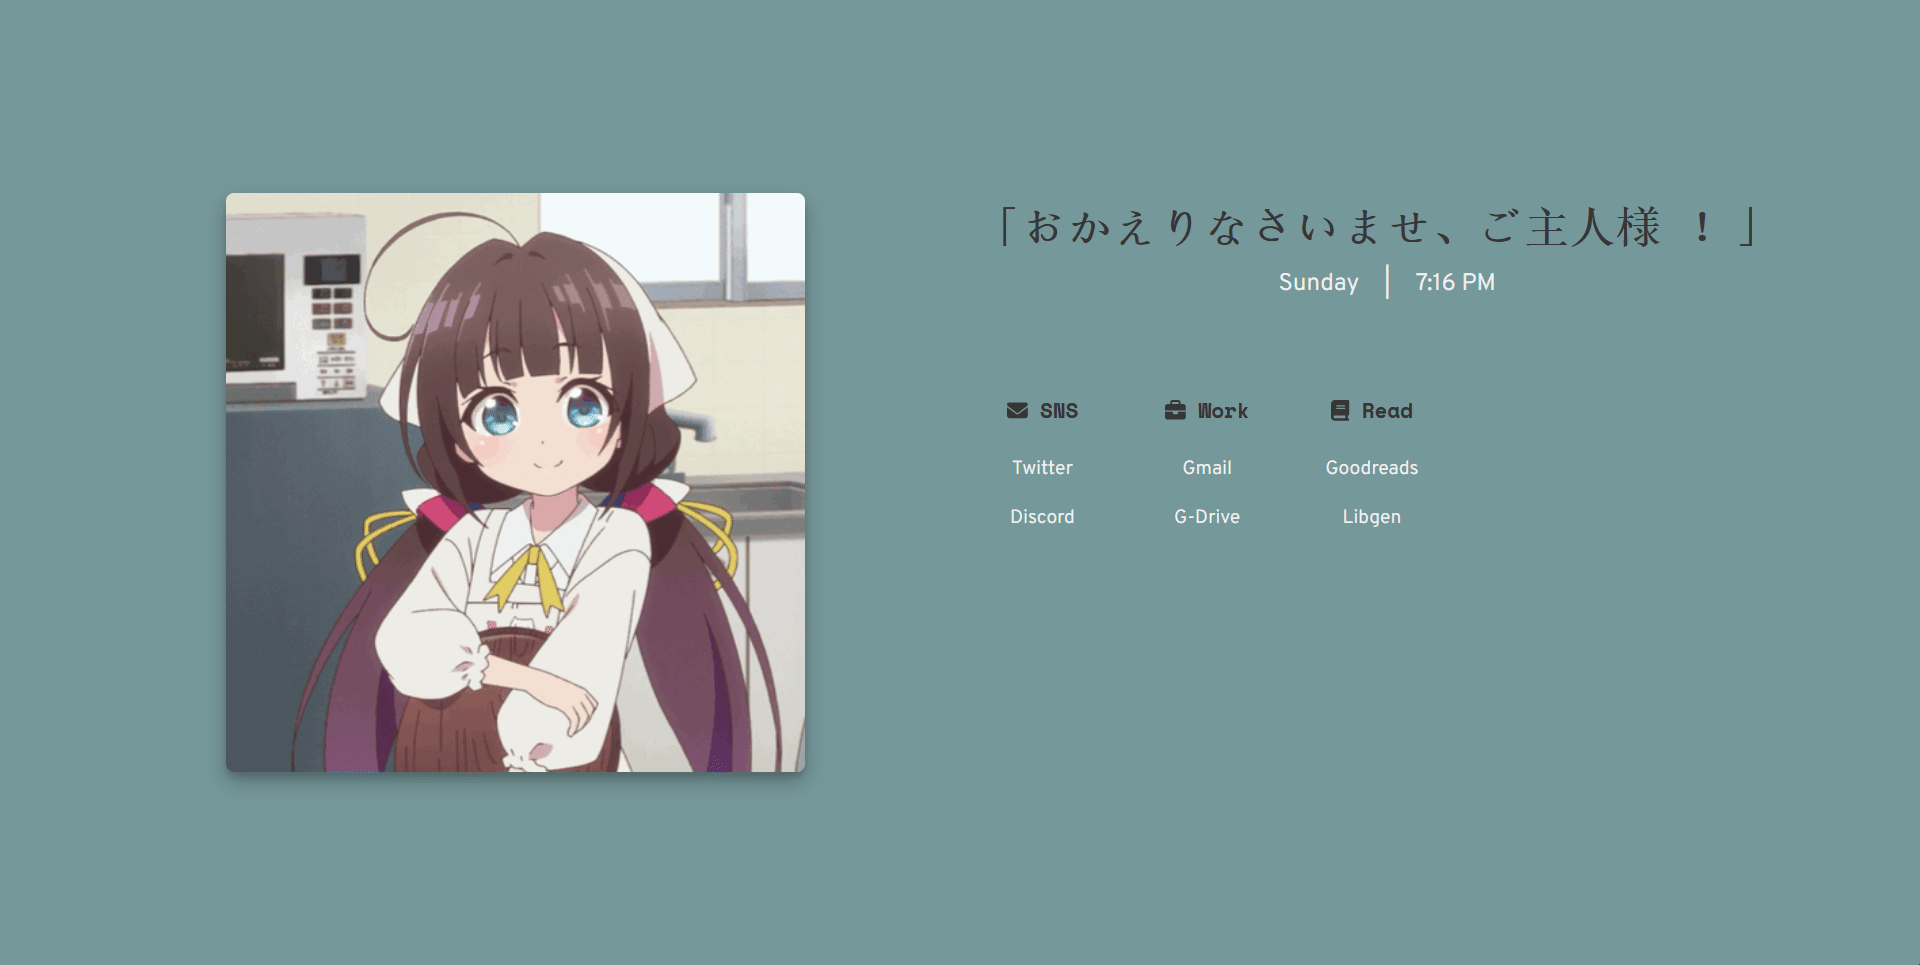 「おかえりなさいませ、ご主人様 ！」
Sunday | 7:16 PM
SNS Work Read
Twitter Gmail Goodreads
Discord G-Drive Libgen